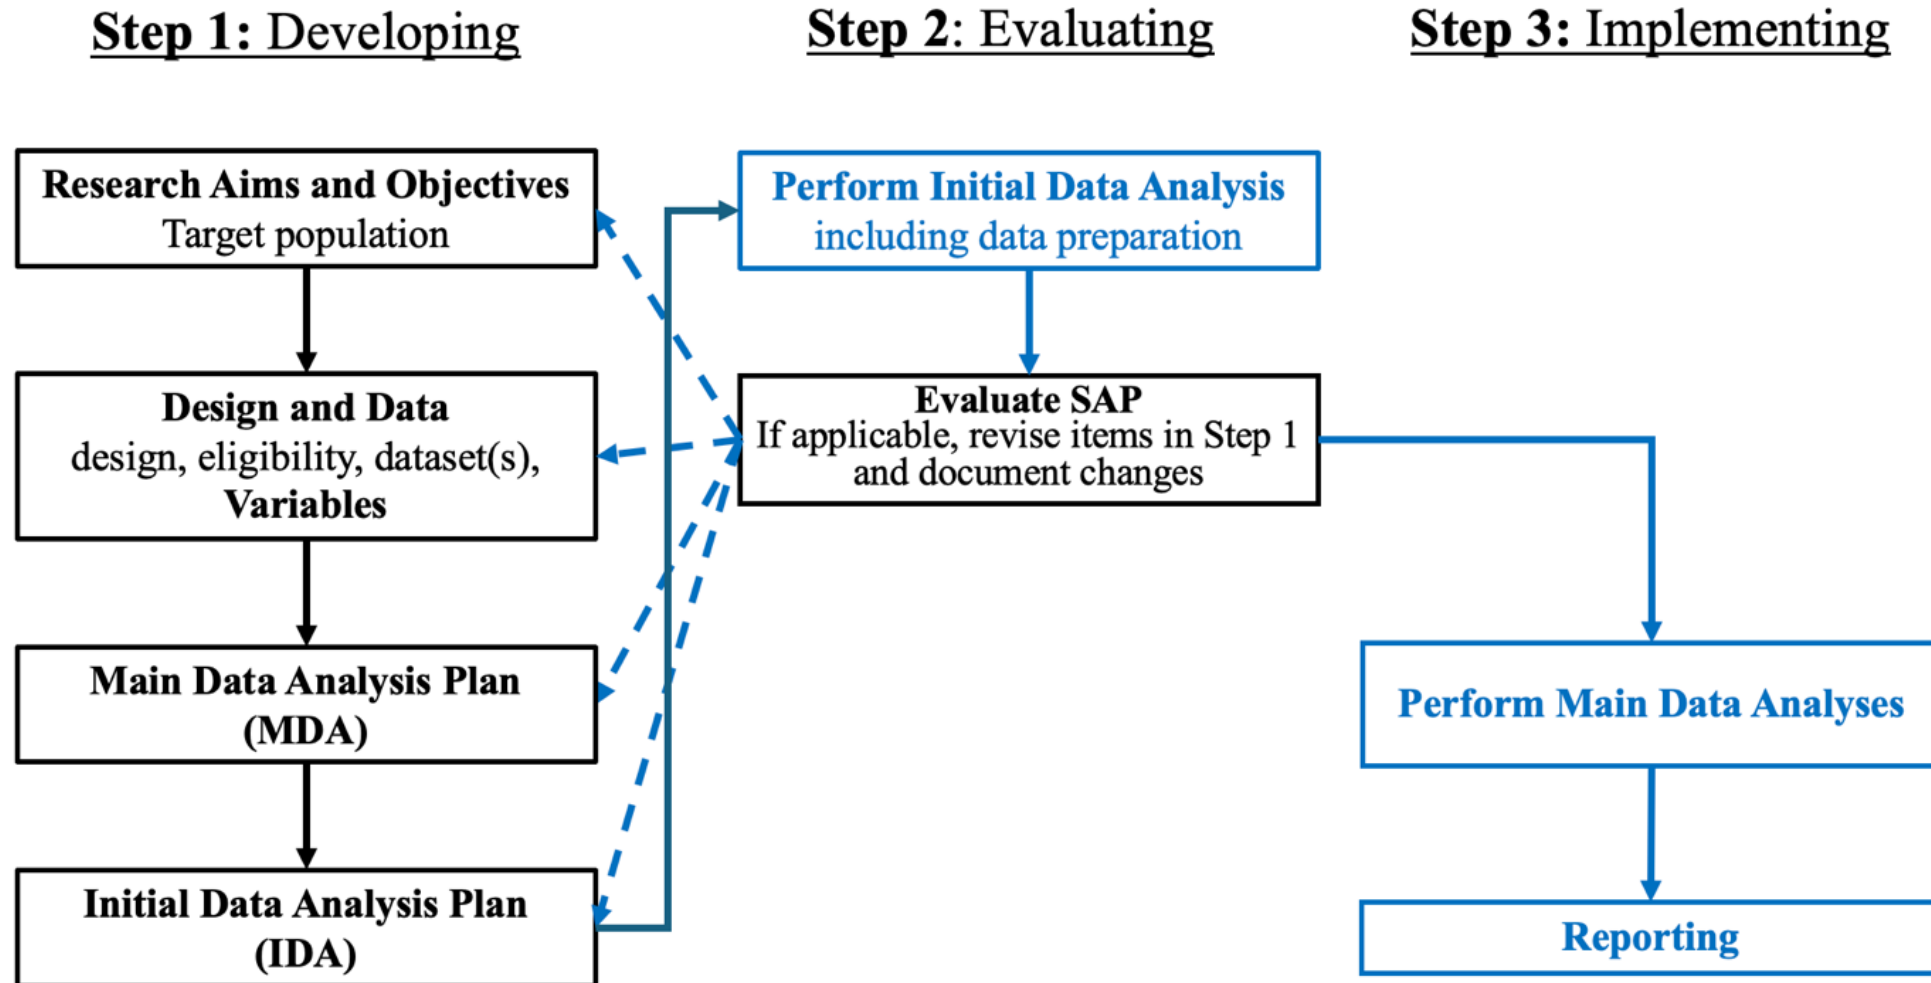 Step 1: Developing
Step 2: Evaluating
Step 3: Implementing
Research Aims and Objectives
Target population
Design and Data
design, eligibility, dataset(s),
Variables
Main Data Analysis Plan
(MDA)
Initial Data Analysis Plan
(IDA)
Perform Initial Data Analysis
including data preparation
Evaluate SAP
If applicable, revise items in Step 1
and document changes
Perform Main Data Analyses
Reporting